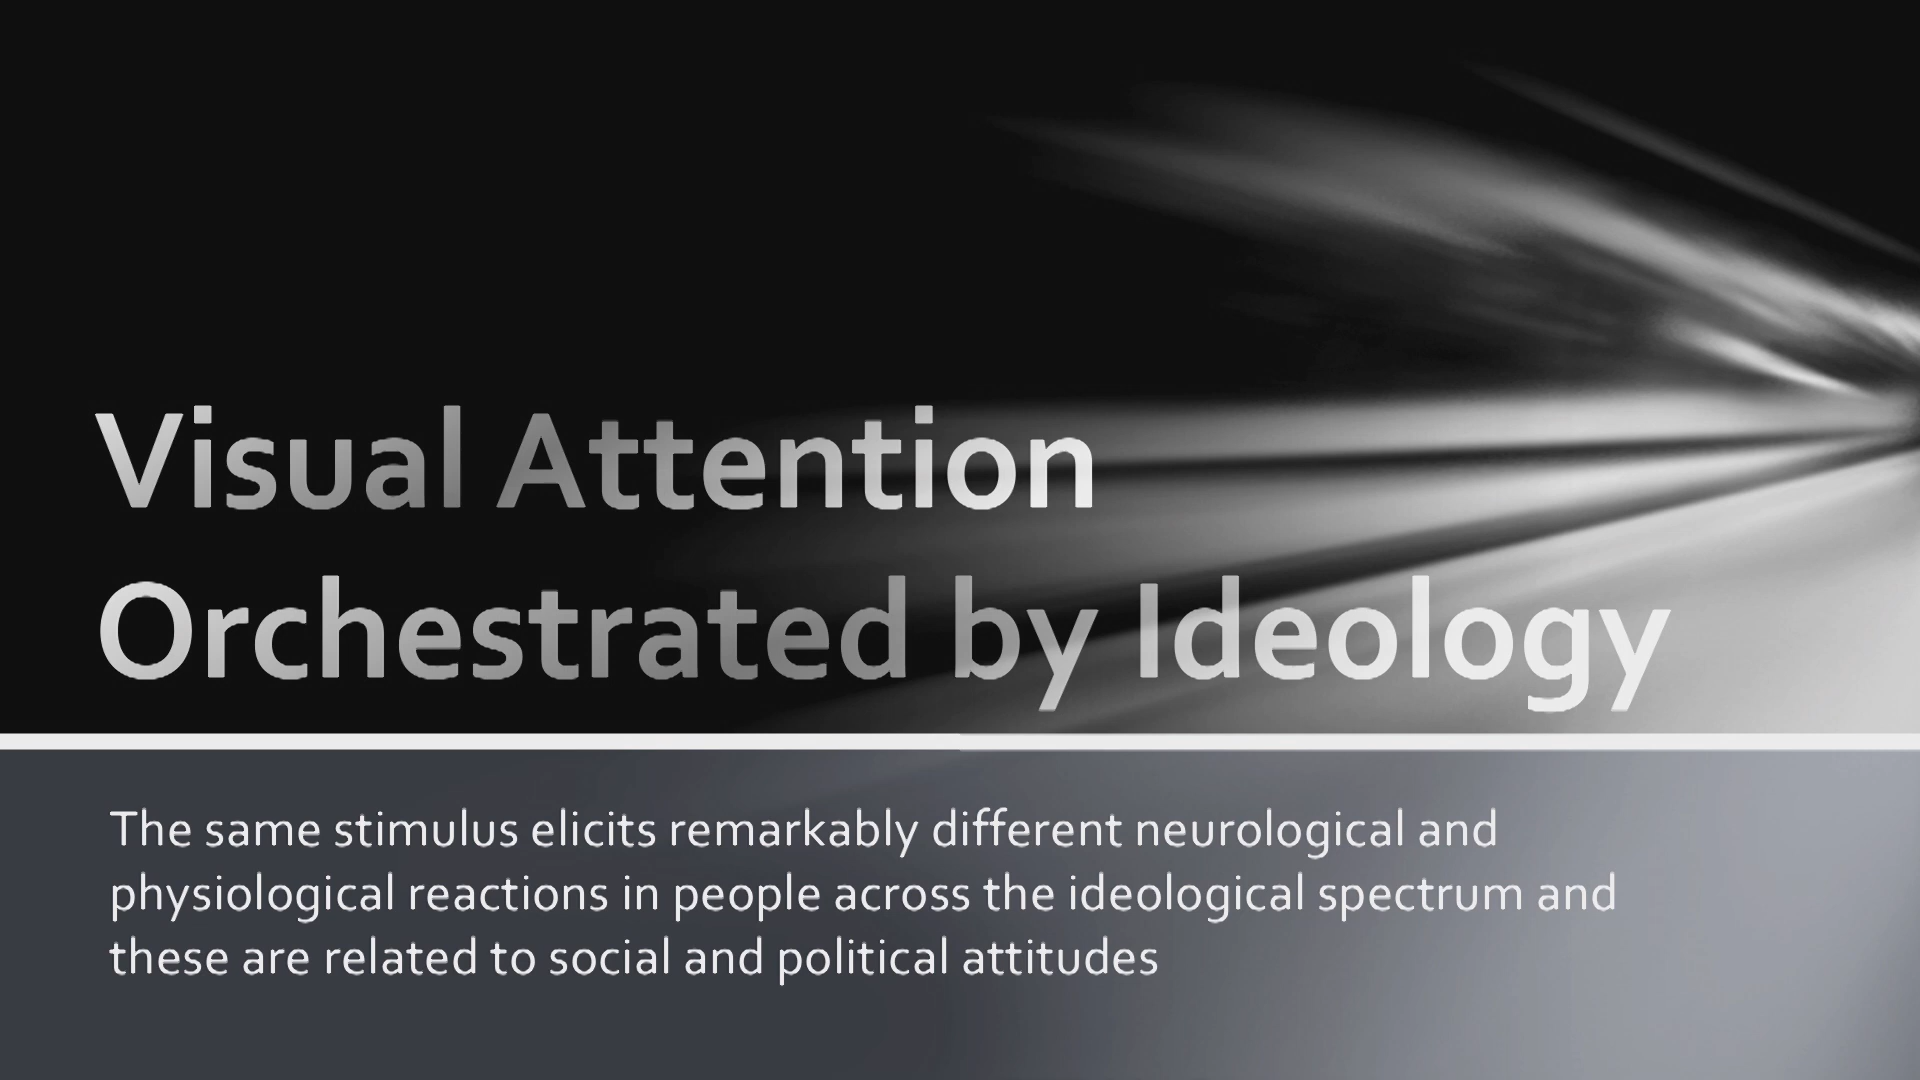 Visual Attention
Orchestrated by Ideology
The same stimulus elicits remarkably different neurological and
physiological reactions in people across the ideological spectrum and
these are related to social and political attitudes